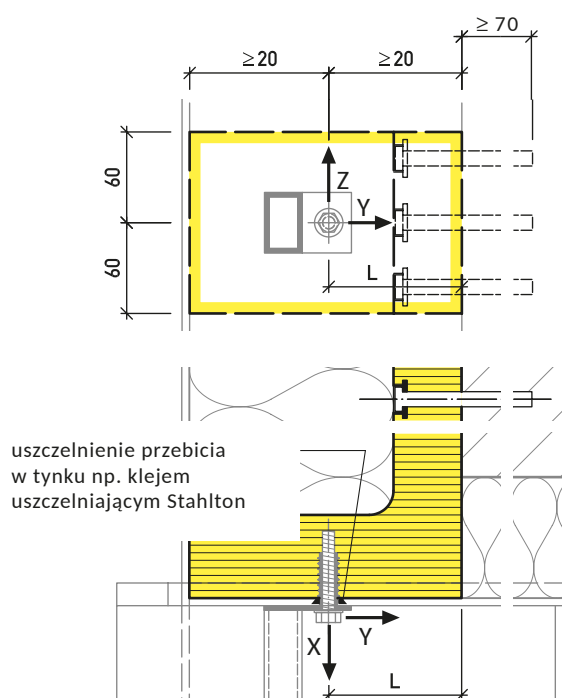 ≥ 70
≥20 ≥20
60
60
Z
Y
L
uszczelnienie przebicia
w tynku np. klejem
uszczelniającym Stahlton
X
Y
L